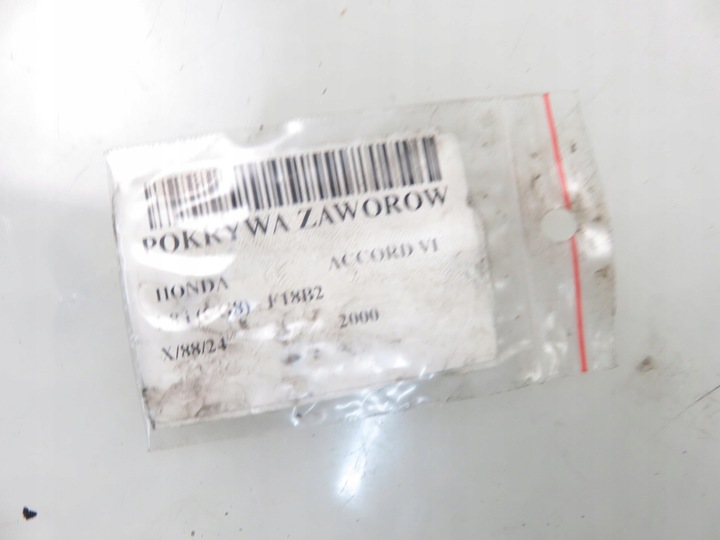 POKRYWA ZAWOROW
HONDA ACCORD VI
F18B2
X/88/24 2000